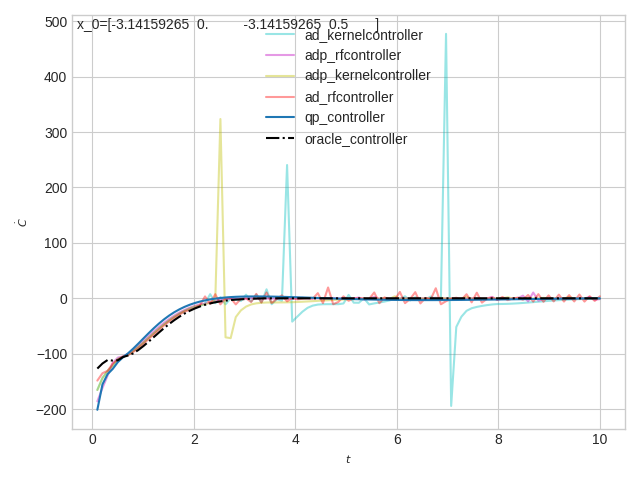 x_0=[-3.14159265 0. -3.14159265 0.5 ]
ad_kernelcontroller
adp_rfcontroller
adp_kernelcontroller
ad_rfcontroller
qp_controller
oracle_controller
500
400
300
200
100
0
−100
−200
Ċ
0 2 4 6 8 10
t